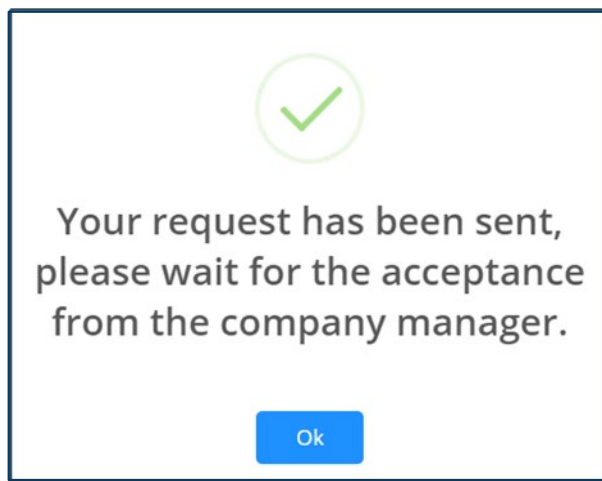 Your request has been sent,
please wait for the acceptance
from the company manager.
Ok